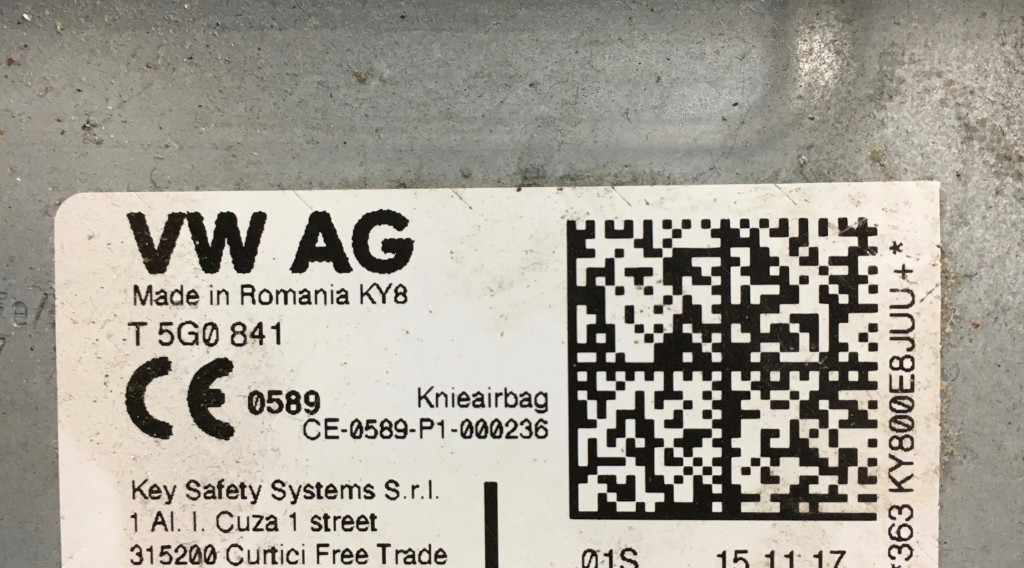 VW AG
Made in Romania KY8
T 5G0 841
CE 0589 Knieairbag
CE-0589-P1-000236
Key Safety Systems S.r.l.
1 Al. I. Cuza 1 street
315200 Curtici Free Trade
01S 15.11.17
*363 KY800E8JUU+*